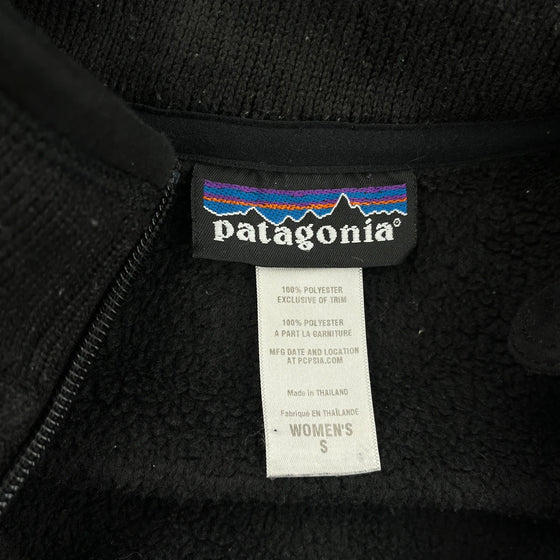 patagonia®
100% POLYESTER
EXCLUSIVE OF TRIM
100% POLYESTER
A PART LA GARNITURE
MFG DATE AND LOCATION
AT PCPSIA.COM
Made in THAILAND
Fabriqué EN THAÏLANDE
WOMEN'S
S